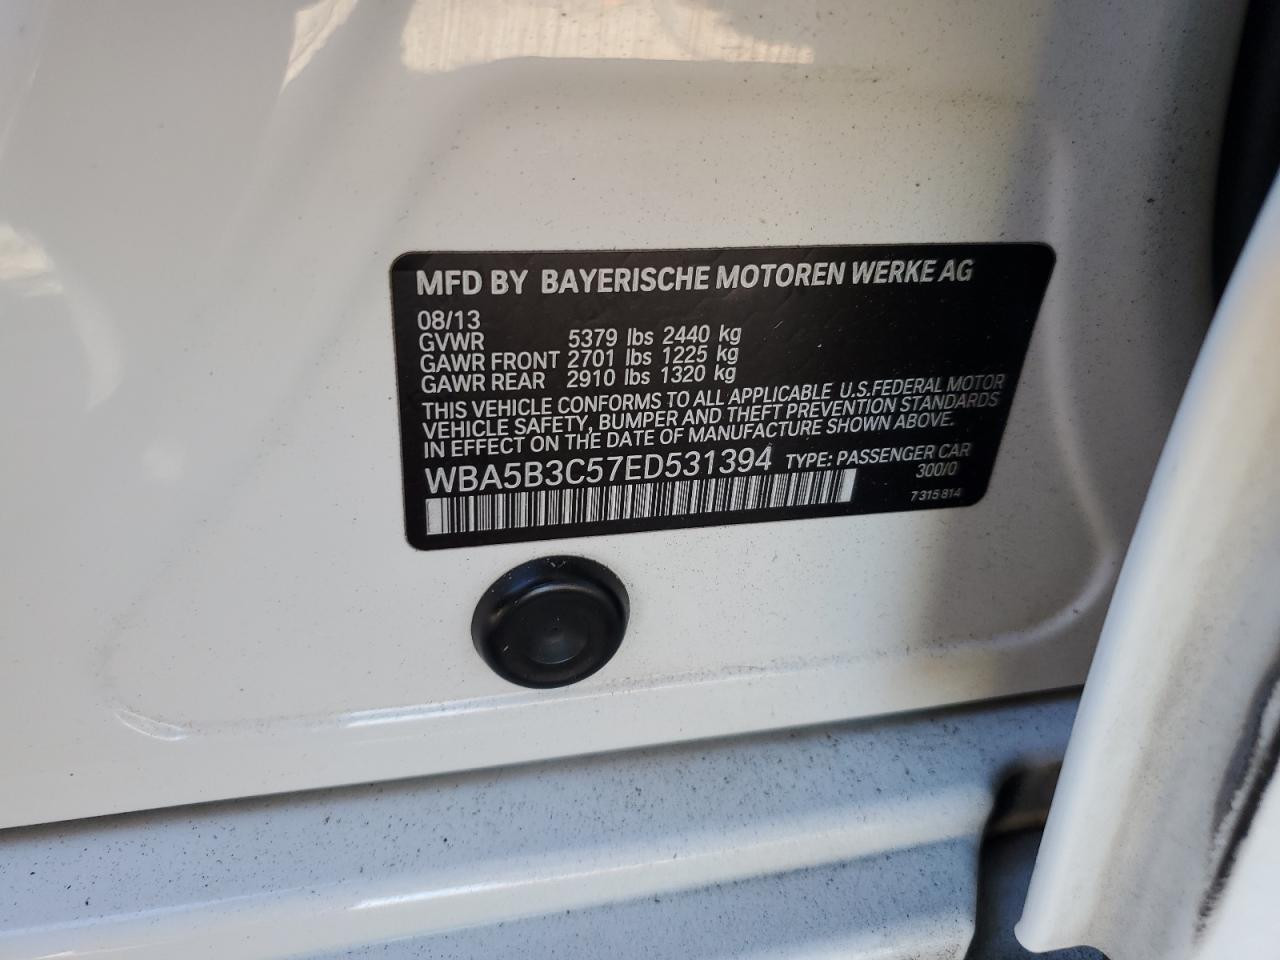 MFD BY BAYERISCHE MOTOREN WERKE AG
08/13
GVWR 5379 lbs 2440 kg
GAWR FRONT 2701 lbs 1225 kg
GAWR REAR 2910 lbs 1320 kg
THIS VEHICLE CONFORMS TO ALL APPLICABLE U.S.FEDERAL MOTOR
VEHICLE SAFETY, BUMPER AND THEFT PREVENTION STANDARDS
IN EFFECT ON THE DATE OF MANUFACTURE SHOWN ABOVE.
WBA5B3C57ED531394 TYPE: PASSENGER CAR
300/0
7 315 814